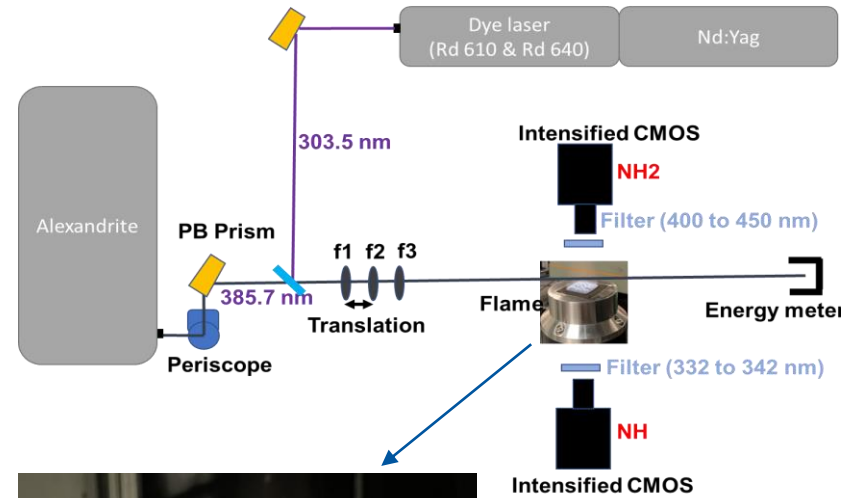 Dye laser
(Rd 610 & Rd 640)
Nd:Yag
Intensified CMOS
303.5 nm
NH2
Filter (400 to 450 nm)
Alexandrite
PB Prism
f1
f2
f3
385.7 nm
Flame
Translation
Energy meter
Periscope
Filter (332 to 342 nm)
NH
Intensified CMOS